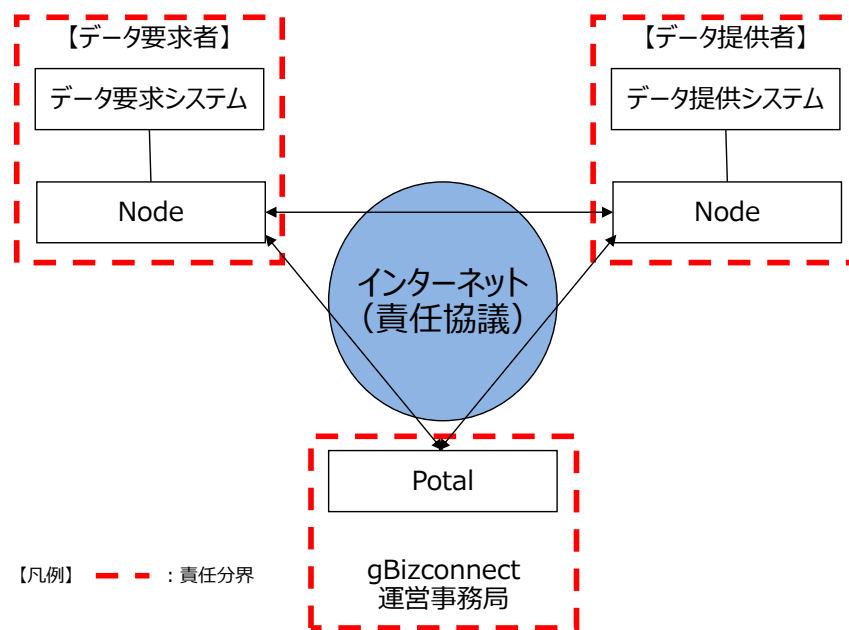 【データ要求者】
データ要求システム
Node
【データ提供者】
データ提供システム
Node
インターネット
（責任協議）
Potal
gBizconnect
運営事務局
【凡例】 ：責任分界